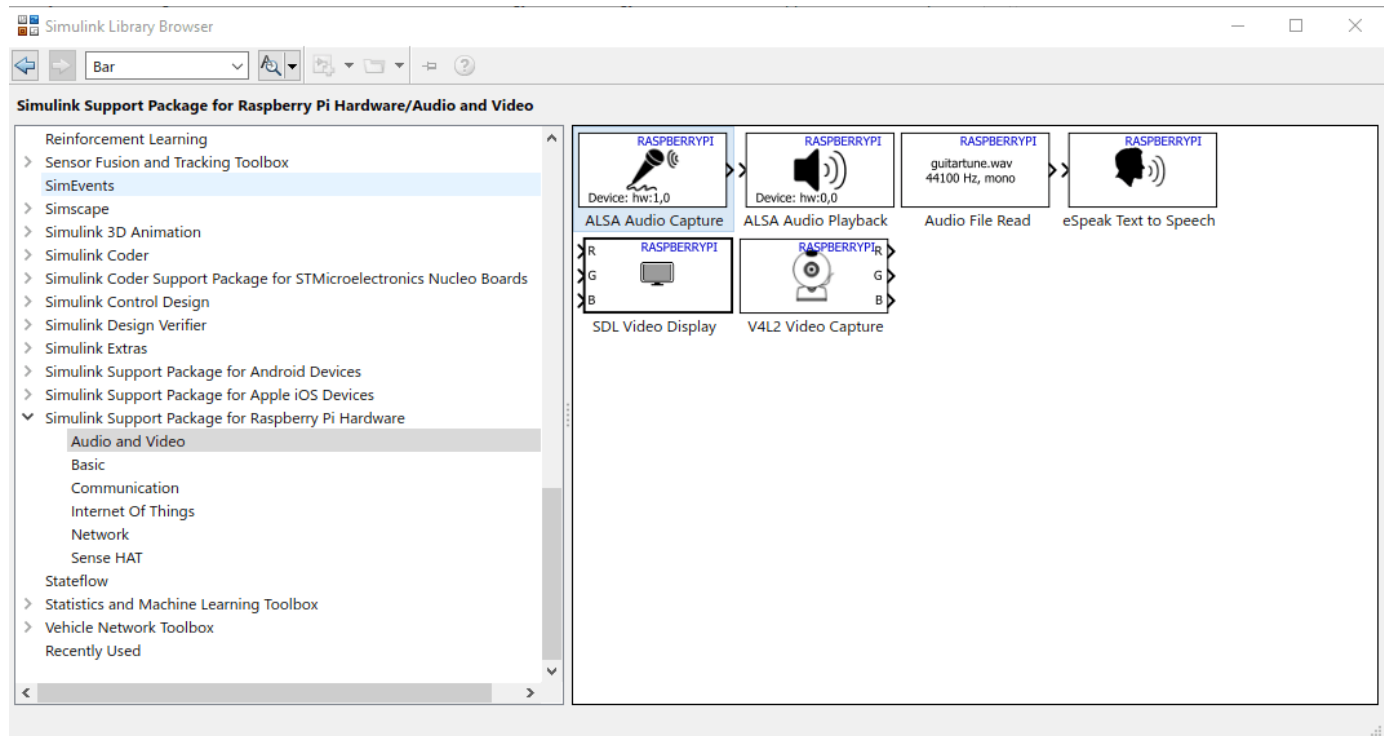 Simulink Library Browser
Bar
Simulink Support Package for Raspberry Pi Hardware/Audio and Video
Reinforcement Learning
Sensor Fusion and Tracking Toolbox
SimEvents
Simscape
Simulink 3D Animation
Simulink Coder
Simulink Coder Support Package for STMicroelectronics Nucleo Boards
Simulink Control Design
Simulink Design Verifier
Simulink Extras
Simulink Support Package for Android Devices
Simulink Support Package for Apple iOS Devices
Simulink Support Package for Raspberry Pi Hardware
Audio and Video
Basic
Communication
Internet Of Things
Network
Sense HAT
Stateflow
Statistics and Machine Learning Toolbox
Vehicle Network Toolbox
Recently Used
RASPBERRYPI
Device: hw:1,0
ALSA Audio Capture
RASPBERRYPI
Device: hw:0,0
ALSA Audio Playback
RASPBERRYPI
guitartune.wav
44100 Hz, mono
Audio File Read
RASPBERRYPI
eSpeak Text to Speech
RASPBERRYPI
R
G
B
SDL Video Display
RASPBERRYPI
R
G
B
V4L2 Video Capture